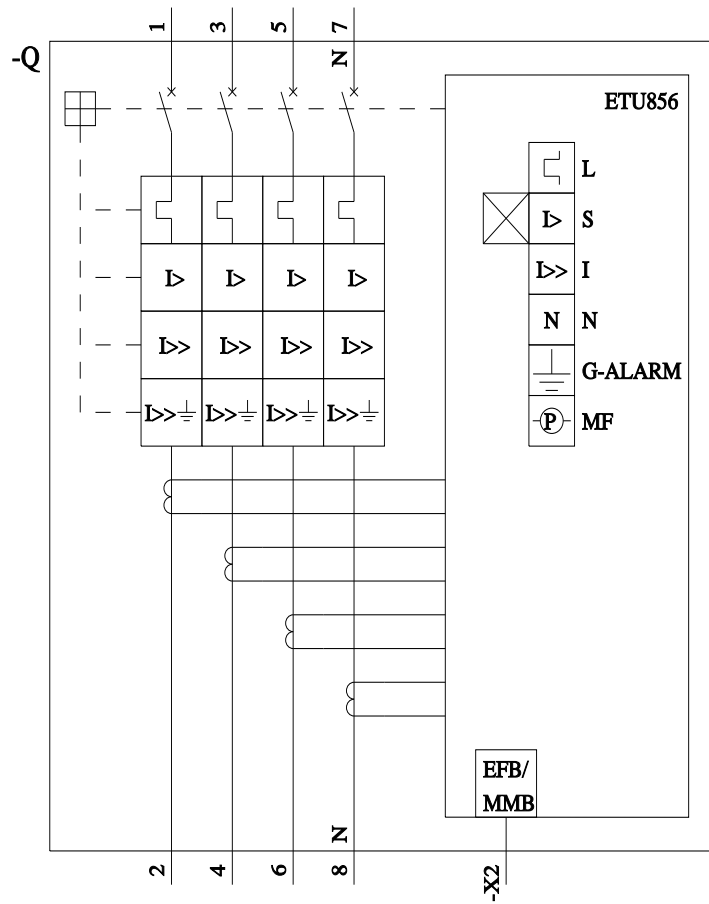 1 3 5 7
N
-Q
ETU856
L
I> S
I>> I
N N
G-ALARM
P MF
I> I> I> I>
I>> I>> I>> I>>
I>> I>> I>> I>>
EFB/
MMB
N
2 4 6 8
-X2